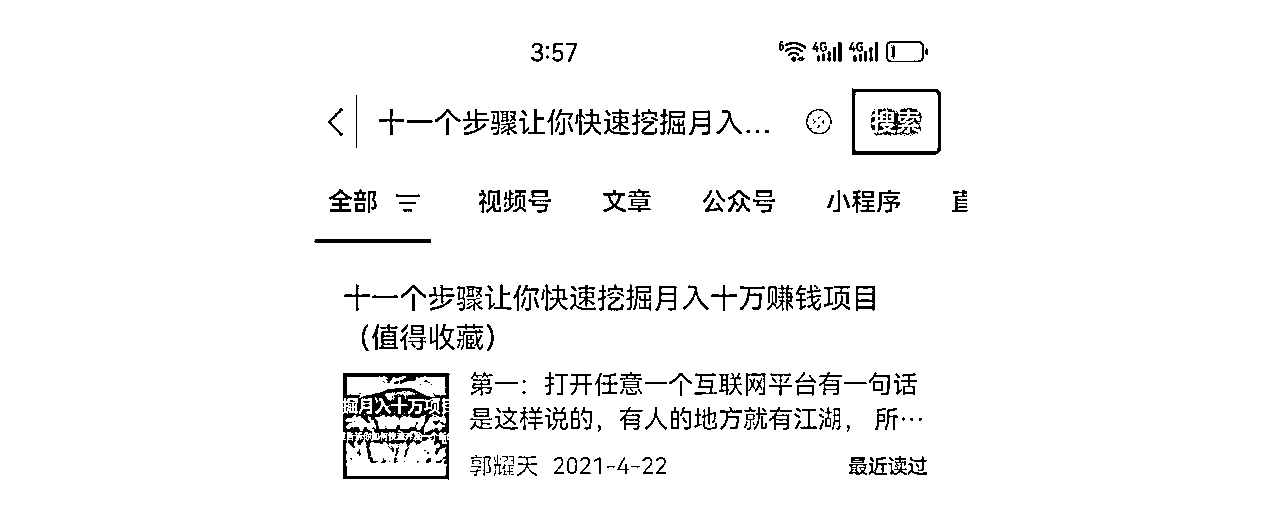 3:57
6 4G 4G
十一个步骤让你快速挖掘月入...
搜索
全部 视频号 文章 公众号 小程序 直
十一个步骤让你快速挖掘月入十万赚钱项目
（值得收藏）
掘月入十万项目
第一：打开任意一个互联网平台有一句话
是这样说的，有人的地方就有江湖， 所…
郭耀天 2021-4-22
最近读过